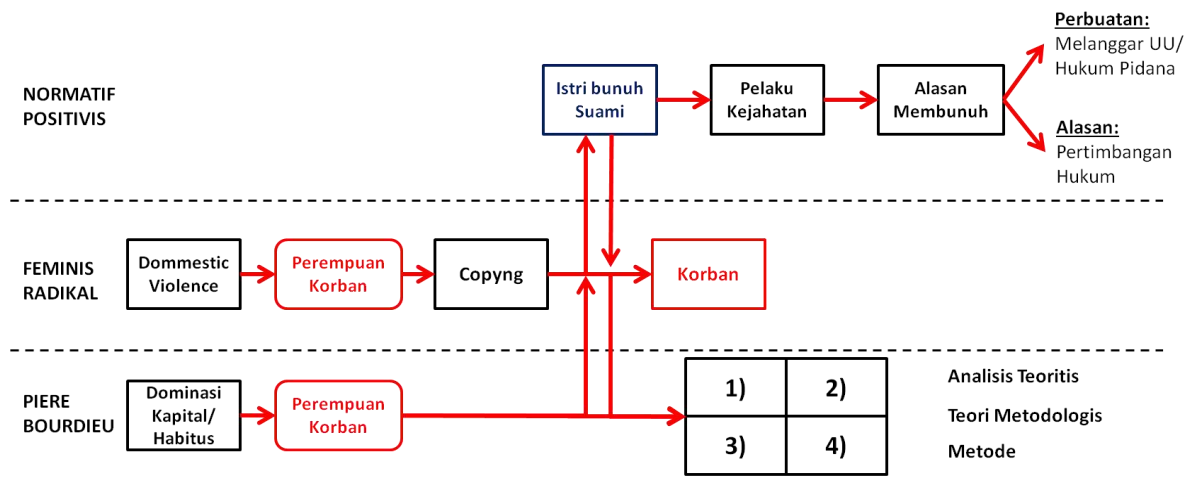 NORMATIF
POSITIVIS
Istri bunuh
Suami
Pelaku
Kejahatan
Alasan
Membunuh
Perbuatan:
Melanggar UU/
Hukum Pidana
Alasan:
Pertimbangan
Hukum
FEMINIS
RADIKAL
Dommestic
Violence
Perempuan
Korban
Copyng
Korban
PIERE
BOURDIEU
Dominasi
Kapital/
Habitus
Perempuan
Korban
1)
2)
3)
4)
Analisis Teoritis
Teori Metodologis
Metode